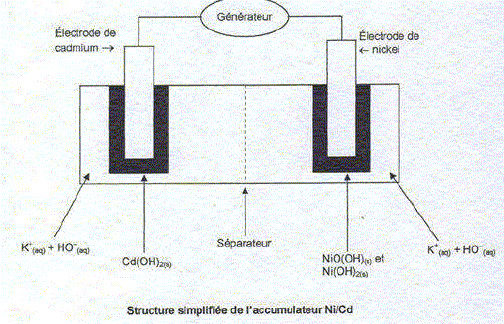 Générateur
Électrode de
cadmium →
Électrode de
← nickel
K⁺(aq) + HO⁻(aq)
Cd(OH)₂(s)
Séparateur
NiO(OH)(s) et
Ni(OH)₂(s)
K⁺(aq) + HO⁻(aq)
Structure simplifiée de l'accumulateur Ni/Cd